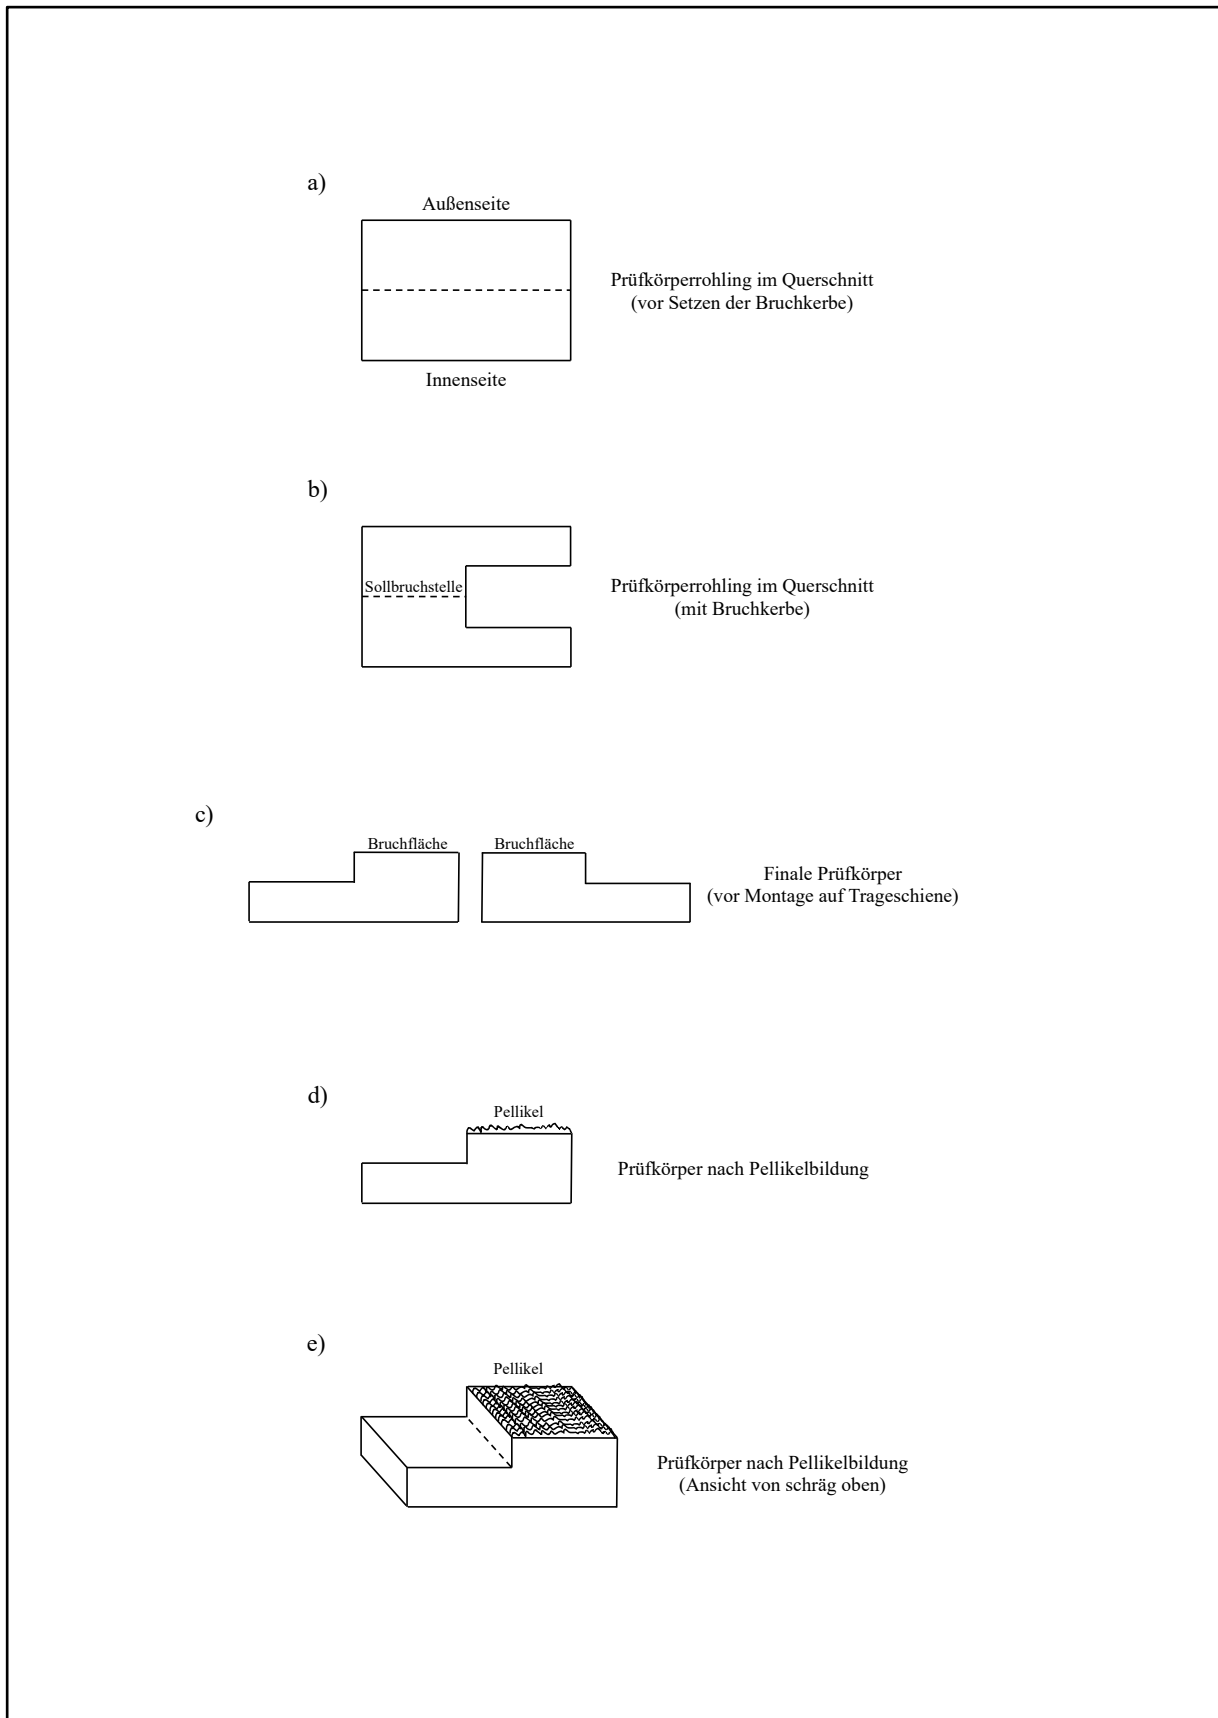 a)
Außenseite
Prüfkörperrohling im Querschnitt
(vor Setzen der Bruchkerbe)
Innenseite
b)
Sollbruchstelle
Prüfkörperrohling im Querschnitt
(mit Bruchkerbe)
c)
Bruchfläche
Bruchfläche
Finale Prüfkörper
(vor Montage auf Trageschiene)
d)
Pellikel
Prüfkörper nach Pellikelbildung
e)
Pellikel
Prüfkörper nach Pellikelbildung
(Ansicht von schräg oben)